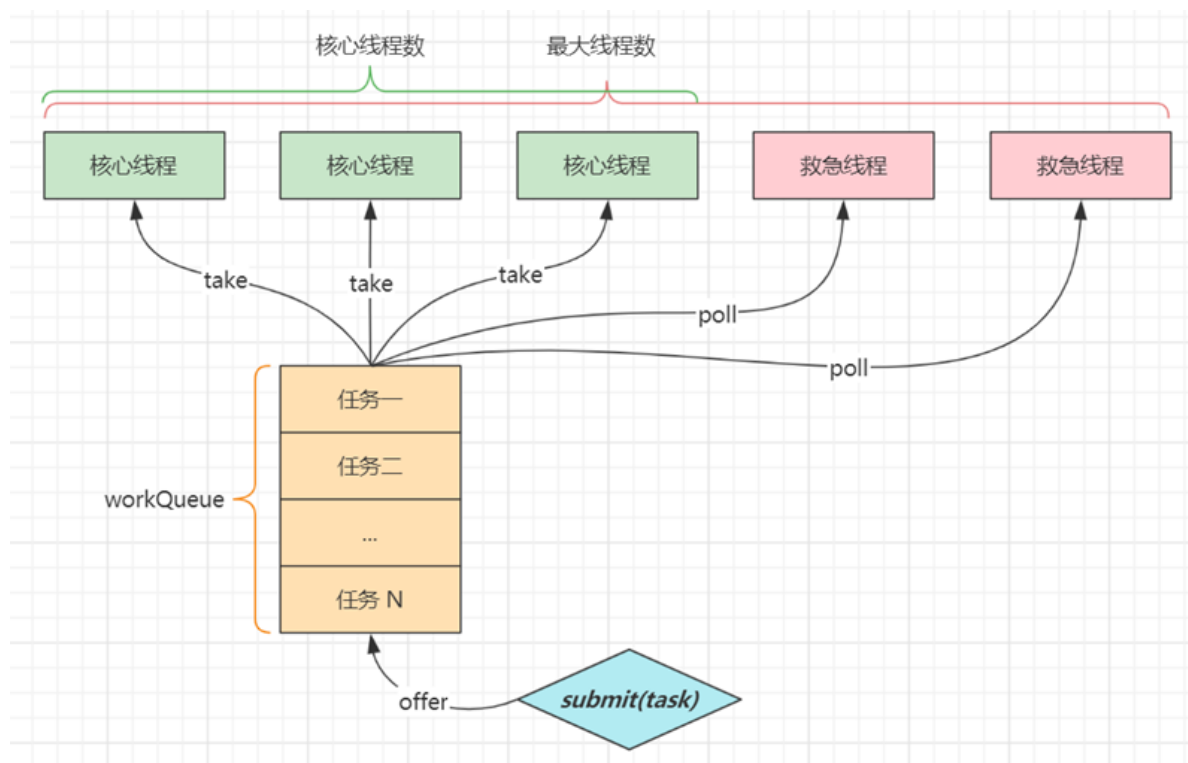 核心线程数
最大线程数
核心线程
核心线程
核心线程
救急线程
救急线程
take
take
take
poll
poll
任务一
任务二
...
任务 N
workQueue
offer
submit(task)